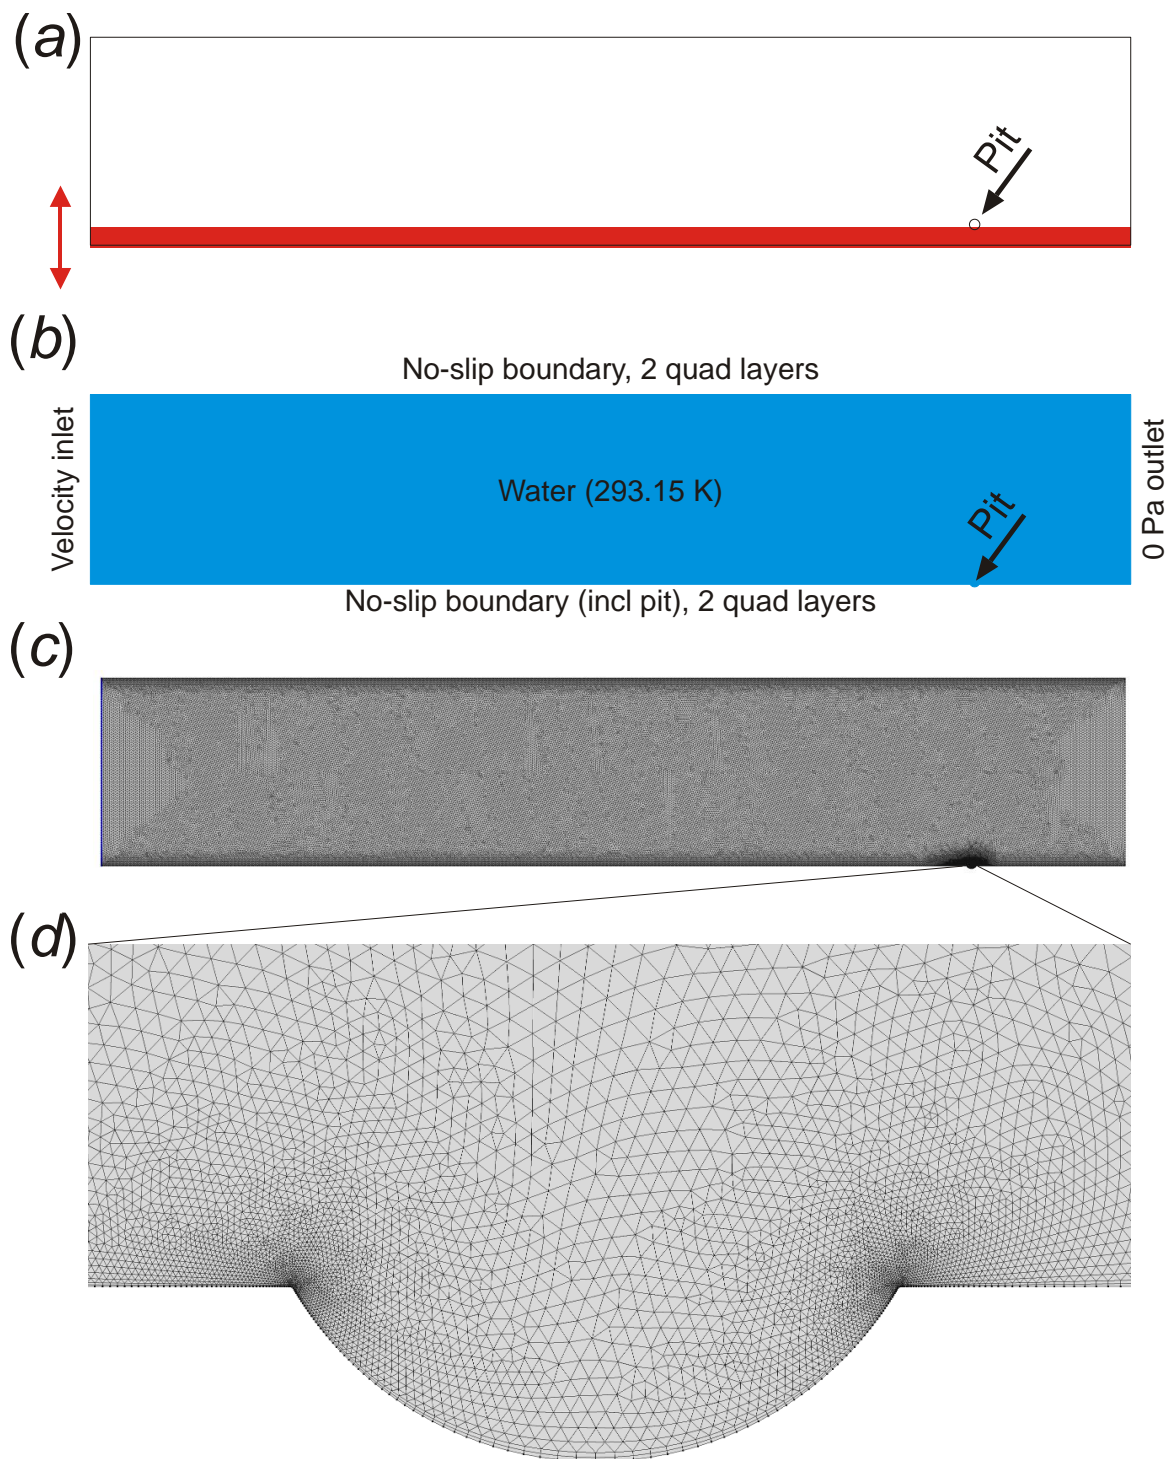 (a)
Pit
(b)
No-slip boundary, 2 quad layers
Velocity inlet
Water (293.15 K)
Pit
0 Pa outlet
No-slip boundary (incl pit), 2 quad layers
(c)
(d)